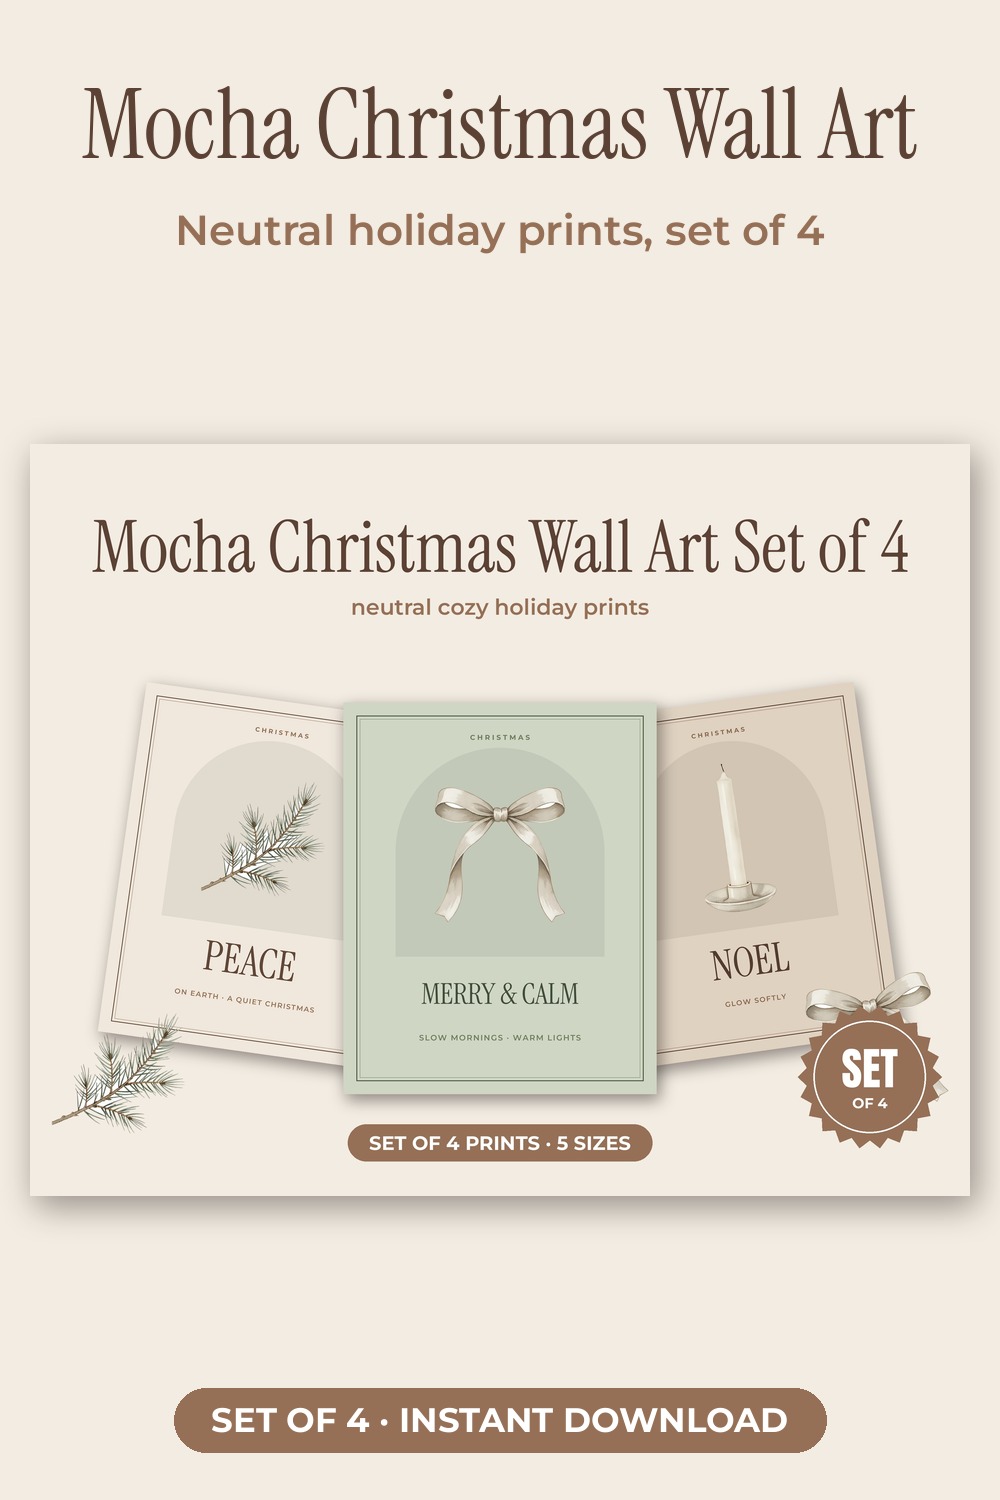 Mocha Christmas Wall Art
Neutral holiday prints, set of 4
Mocha Christmas Wall Art Set of 4
neutral cozy holiday prints
CHRISTMAS
PEACE
ON EARTH · A QUIET CHRISTMAS
CHRISTMAS
MERRY & CALM
SLOW MORNINGS · WARM LIGHTS
CHRISTMAS
NOEL
GLOW SOFTLY
SET
OF 4
SET OF 4 PRINTS · 5 SIZES
SET OF 4 · INSTANT DOWNLOAD